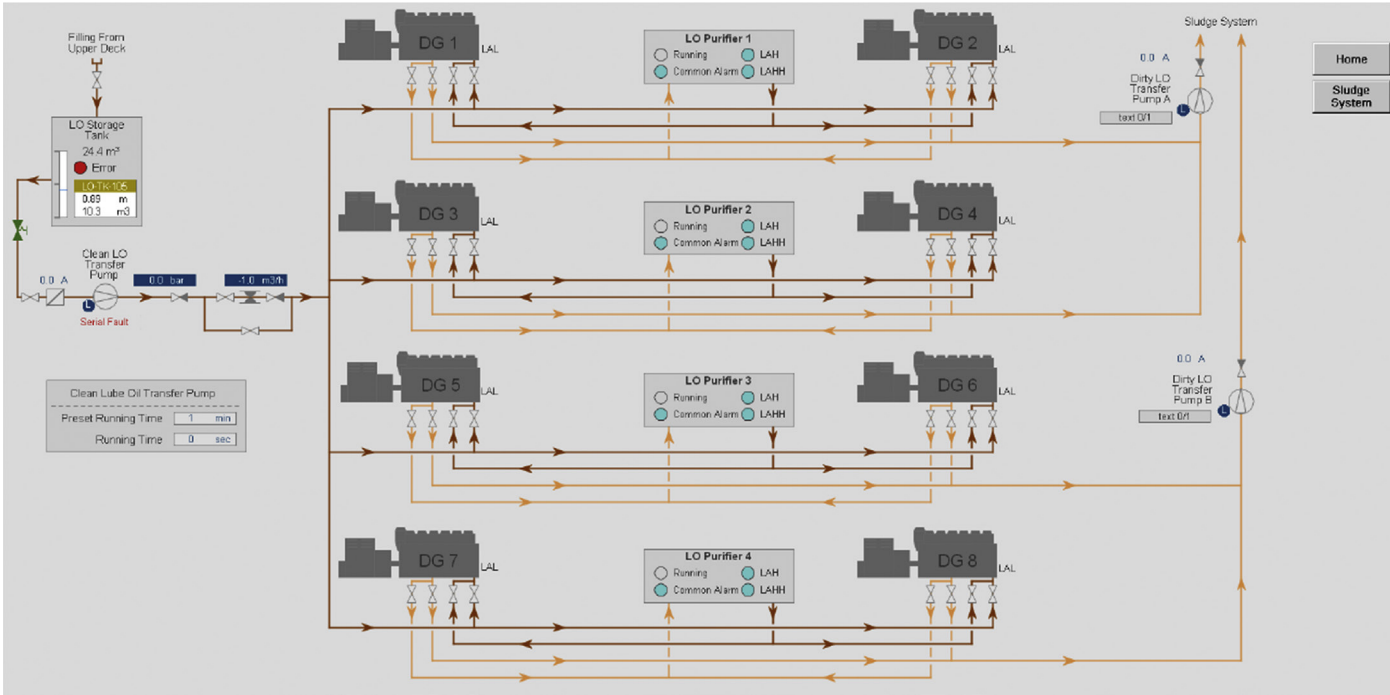 Filling From
Upper Deck
LO Storage
Tank
24.4 m³
Error
LO-TK-105
0.89 m
10.3 m3
0.0 A
Clean LO
Transfer
Pump
L
Serial Fault
0.0 bar
-1.0 m3/h
Clean Lube Oil Transfer Pump
Preset Running Time 1 min
Running Time 0 sec
DG 1
LAL
LO Purifier 1
Running LAH
Common Alarm LAHH
DG 2
LAL
DG 3
LAL
LO Purifier 2
Running LAH
Common Alarm LAHH
DG 4
LAL
DG 5
LAL
LO Purifier 3
Running LAH
Common Alarm LAHH
DG 6
LAL
DG 7
LAL
LO Purifier 4
Running LAH
Common Alarm LAHH
DG 8
LAL
Sludge System
0.0 A
Dirty LO
Transfer
Pump A
L
text 0/1
0.0 A
Dirty LO
Transfer
Pump B
L
text 0/1
Home
Sludge
System